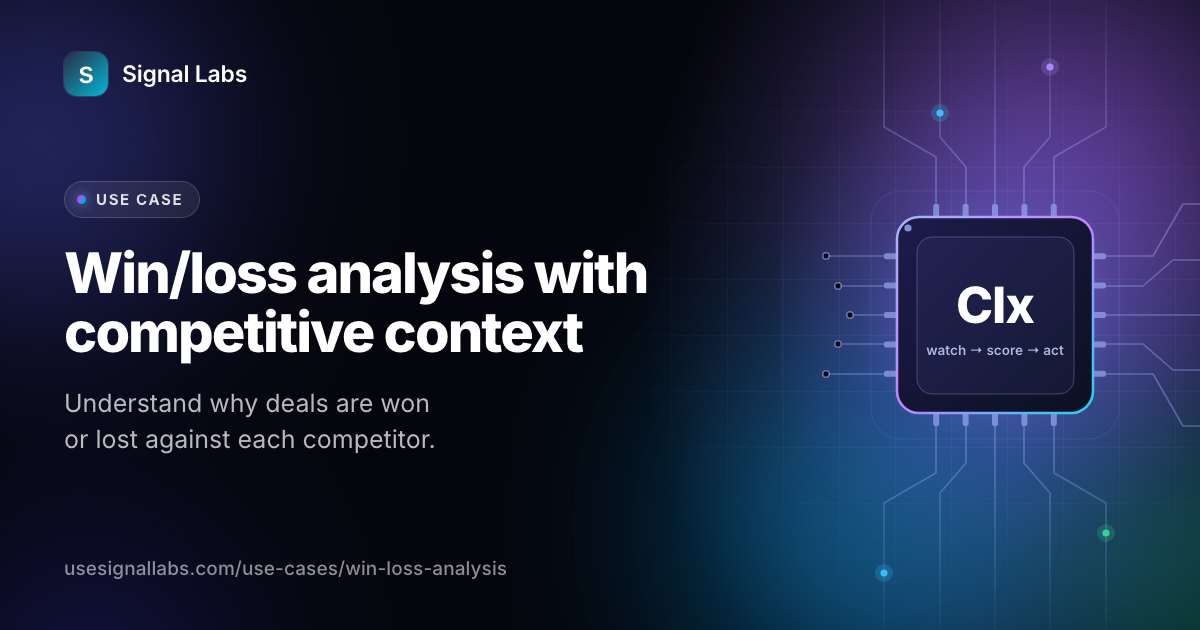 S
Signal Labs
USE CASE
Win/loss analysis with
competitive context
Understand why deals are won
or lost against each competitor.
CIx
watch → score → act
usesignallabs.com/use-cases/win-loss-analysis